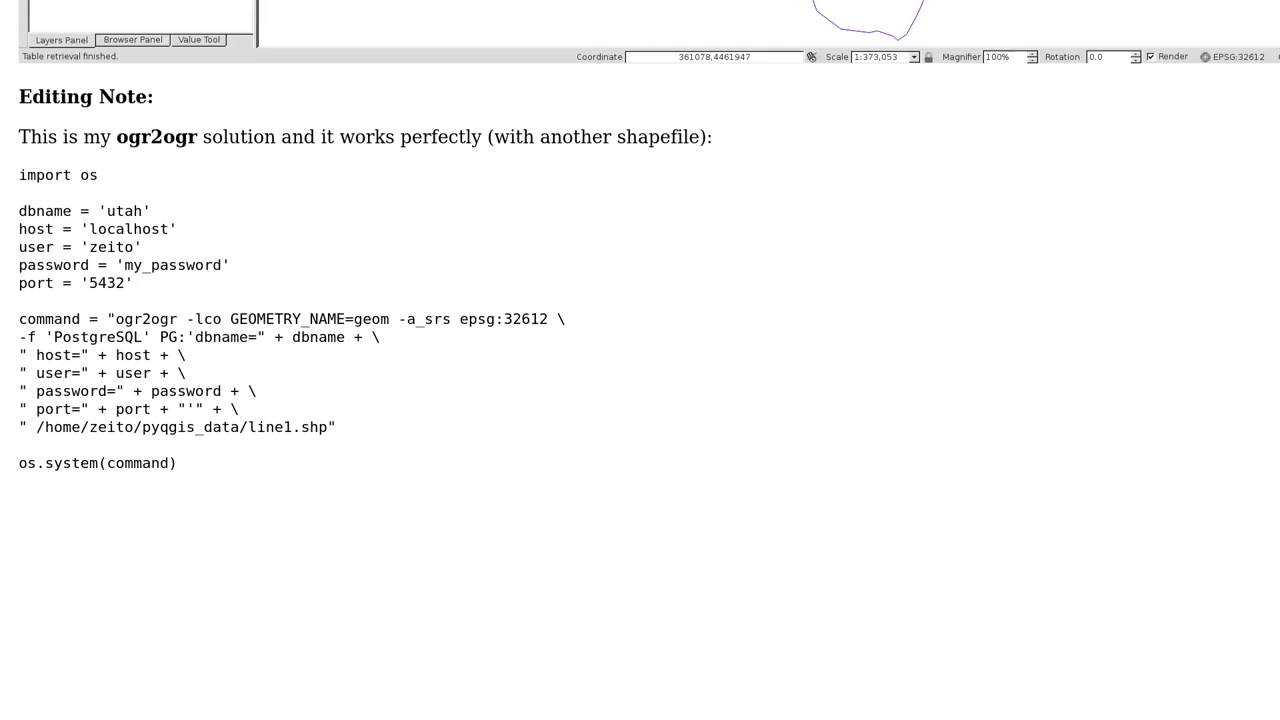 Layers Panel Browser Panel Value Tool
Table retrieval finished. Coordinate 361078,4461947 Scale 1:373,053 Magnifier 100% Rotation 0.0 Render EPSG:32612
Editing Note:
This is my ogr2ogr solution and it works perfectly (with another shapefile):
import os
dbname = 'utah'
host = 'localhost'
user = 'zeito'
password = 'my_password'
port = '5432'
command = "ogr2ogr -lco GEOMETRY_NAME=geom -a_srs epsg:32612 \
-f 'PostgreSQL' PG:'dbname=" + dbname + \
" host=" + host + \
" user=" + user + \
" password=" + password + \
" port=" + port + "'" + \
" /home/zeito/pyqgis_data/line1.shp"
os.system(command)